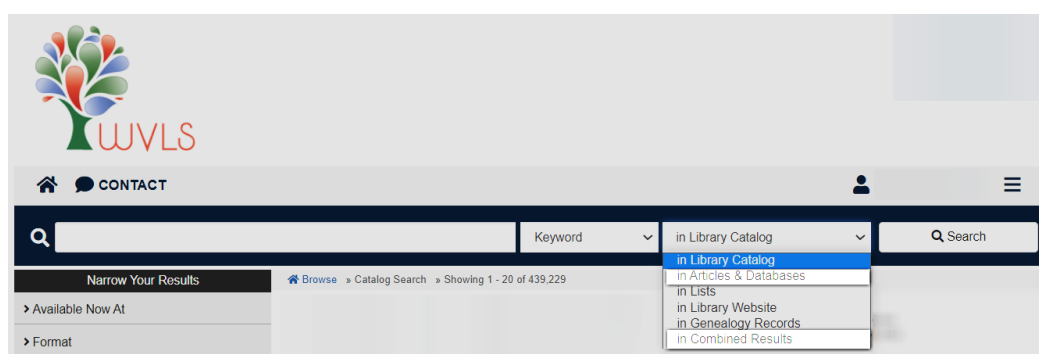 WVLS
CONTACT
Keyword in Library Catalog Search
in Library Catalog
in Articles & Databases
in Lists
in Library Website
in Genealogy Records
in Combined Results
Narrow Your Results
Browse » Catalog Search » Showing 1 - 20 of 439,229
Available Now At
Format